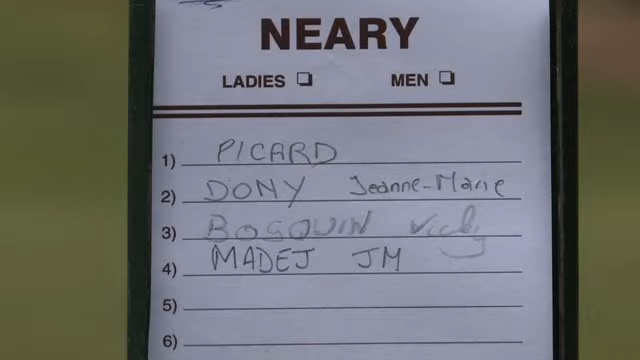 NEARY
LADIES ❑ MEN ❑
1) PICARD
2) DONY Jeanne-Marie
3) BOSQUIN Vicky
4) MADEJ JM
5)
6)